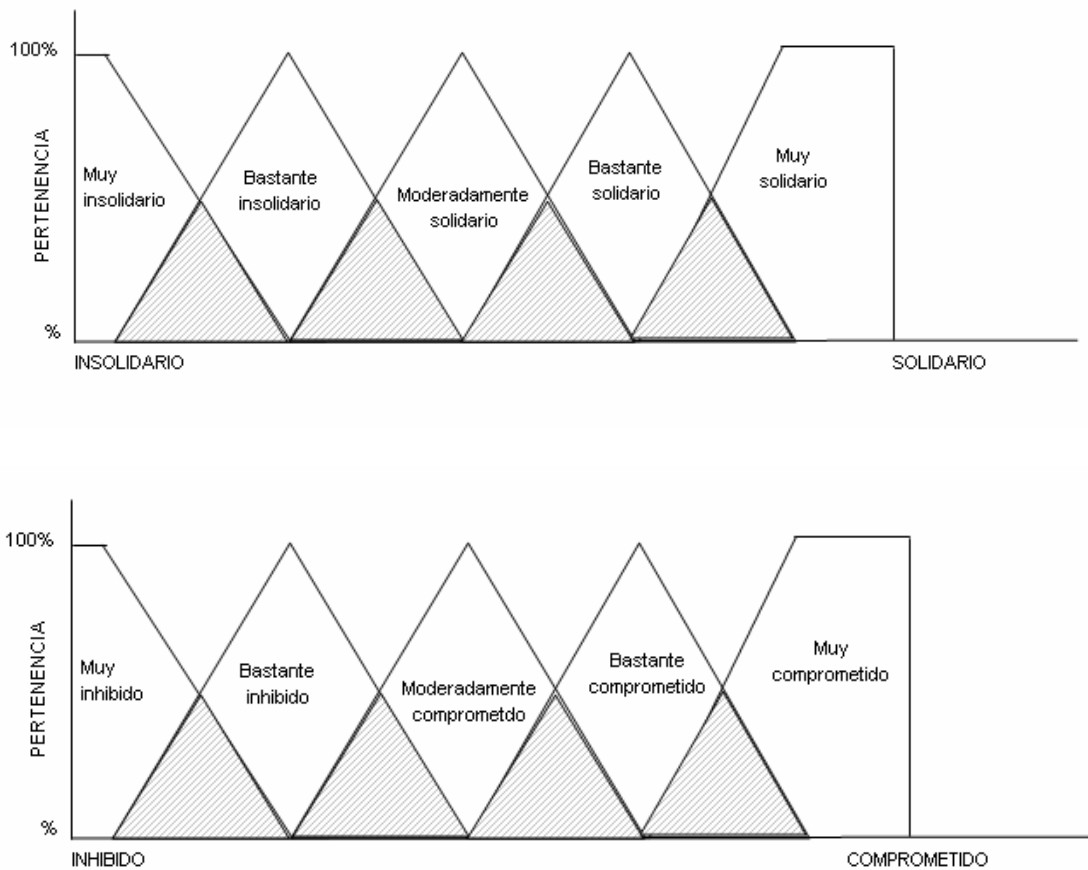 100%
PERTENENCIA
%
Muy
insolidario
Bastante
insolidario
Moderadamente
solidario
Bastante
solidario
Muy
solidario
INSOLIDARIO
SOLIDARIO
100%
PERTENENCIA
%
Muy
inhibido
Bastante
inhibido
Moderadamente
comprometdo
Bastante
comprometido
Muy
comprometido
INHIBIDO
COMPROMETIDO